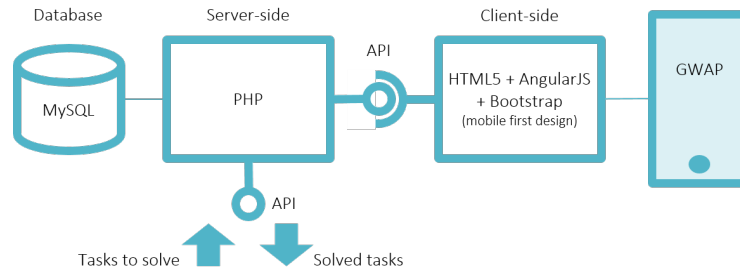 Database
Server-side
Client-side
API
MySQL
PHP
HTML5 + AngularJS
+ Bootstrap
(mobile first design)
GWAP
API
Tasks to solve
Solved tasks